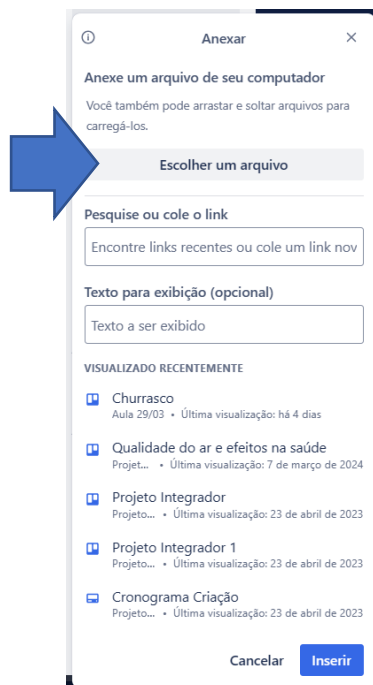 Anexar
Anexe um arquivo de seu computador
Você também pode arrastar e soltar arquivos para
carregá-los.
Escolher um arquivo
Pesquise ou cole o link
Encontre links recentes ou cole um link nov
Texto para exibição (opcional)
Texto a ser exibido
VISUALIZADO RECENTEMENTE
Churrasco
Aula 29/03 • Última visualização: há 4 dias
Qualidade do ar e efeitos na saúde
Projet... • Última visualização: 7 de março de 2024
Projeto Integrador
Projeto... • Última visualização: 23 de abril de 2023
Projeto Integrador 1
Projeto... • Última visualização: 23 de abril de 2023
Cronograma Criação
Projeto... • Última visualização: 23 de abril de 2023
Cancelar Inserir